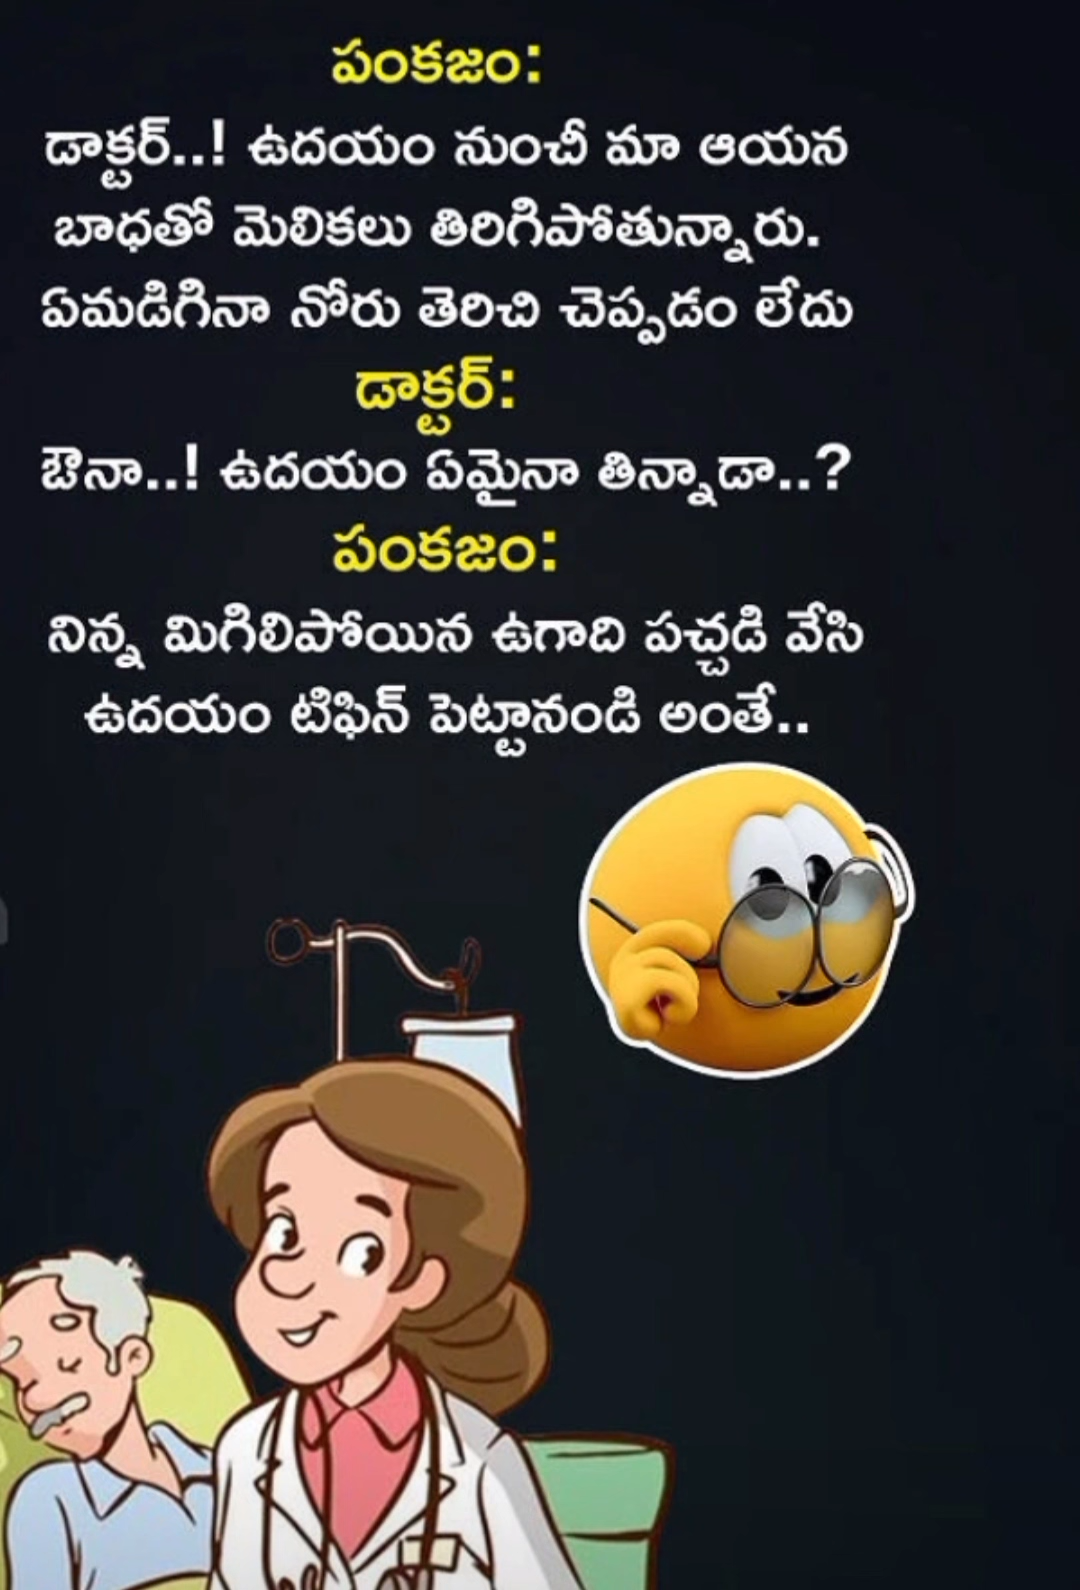 పంకజం:
డాక్టర్..! ఉదయం నుంచీ మా ఆయన
బాధతో మెలికలు తిరిగిపోతున్నారు.
ఏమడిగినా నోరు తెరిచి చెప్పడం లేదు
డాక్టర్:
ఔనా..! ఉదయం ఏమైనా తిన్నాడా..?
పంకజం:
నిన్న మిగిలిపోయిన ఉగాది పచ్చడి వేసి
ఉదయం టిఫిన్ పెట్టానండి అంతే..